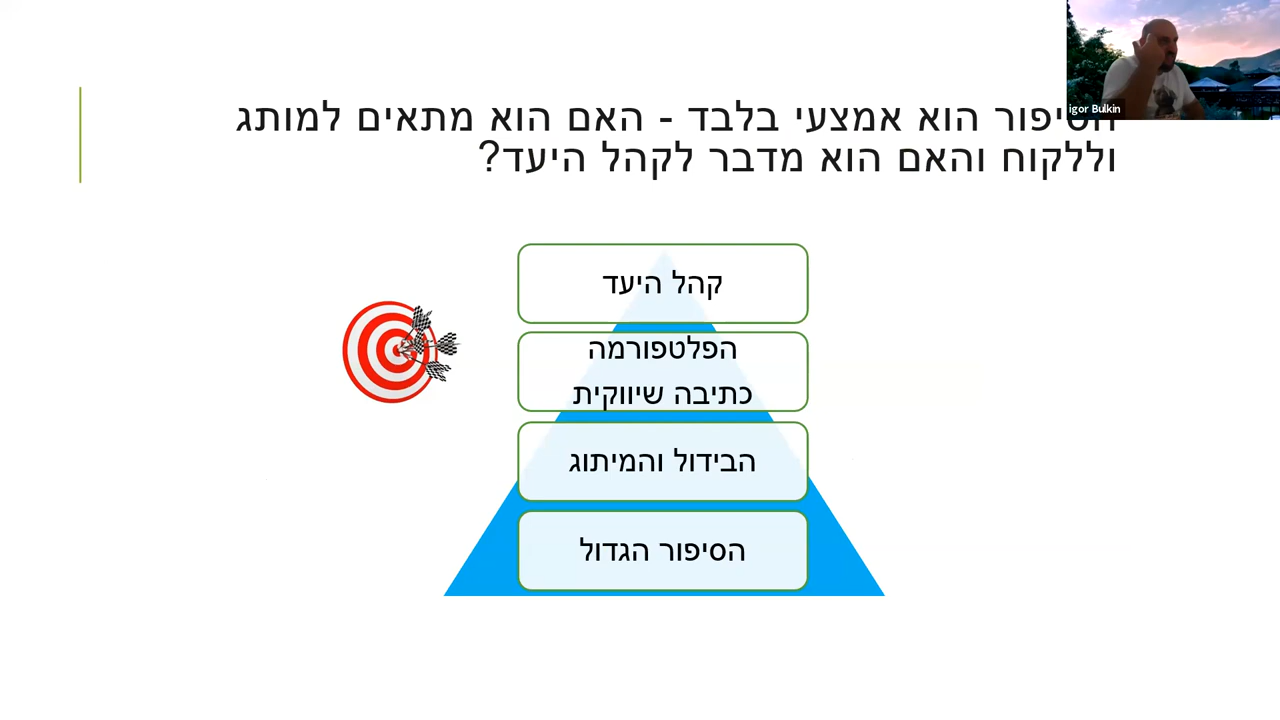 הסיפור הוא אמצעי בלבד - האם הוא מתאים למותג
וללקוח והאם הוא מדבר לקהל היעד?
igor Bulkin
קהל היעד
הפלטפורמה
כתיבה שיווקית
הבידול והמיתוג
הסיפור הגדול